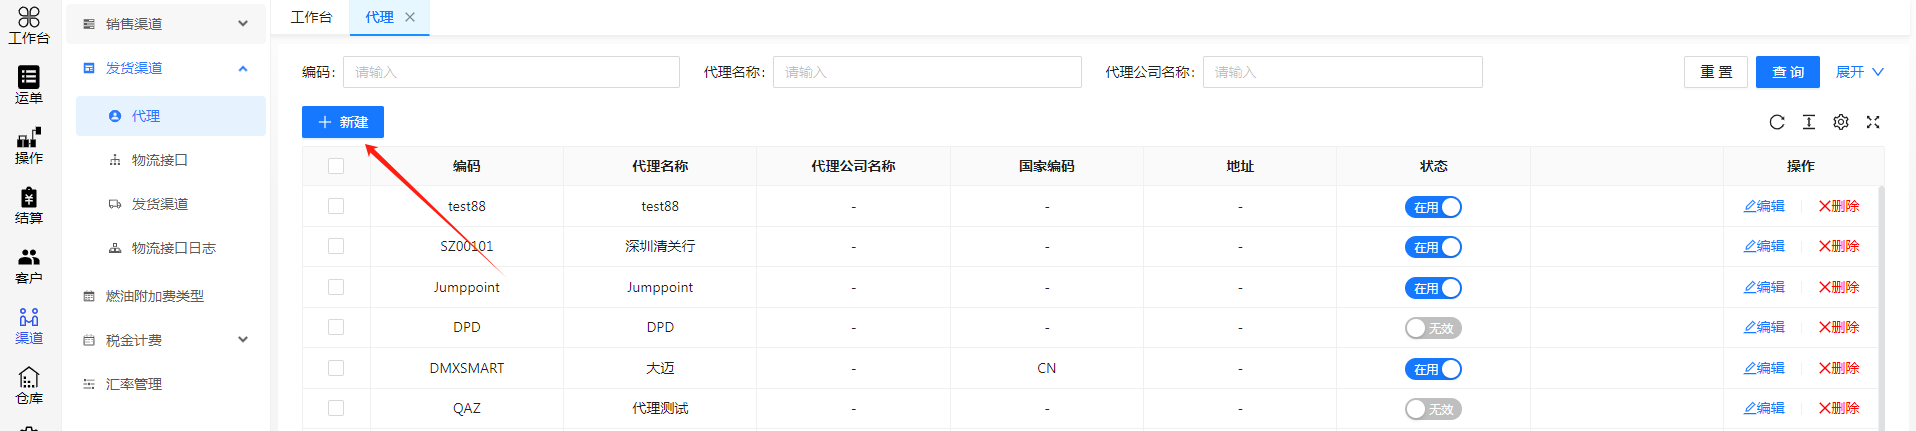 工作台
运单
操作
结算
客户
渠道
仓库
销售渠道
发货渠道
代理
物流接口
发货渠道
物流接口日志
燃油附加费类型
税金计费
汇率管理
工作台 代理
编码: 请输入 代理名称: 请输入 代理公司名称: 请输入 重 置 查 询 展开
新建
编码 代理名称 代理公司名称 国家编码 地址 状态 操作
test88 test88 - - - 在用 编辑 删除
SZ00101 深圳清关行 - - - 在用 编辑 删除
Jumppoint Jumppoint - - - 在用 编辑 删除
DPD DPD - - - 无效 编辑 删除
DMXSMART 大迈 - CN - 在用 编辑 删除
QAZ 代理测试 - - - 无效 编辑 删除